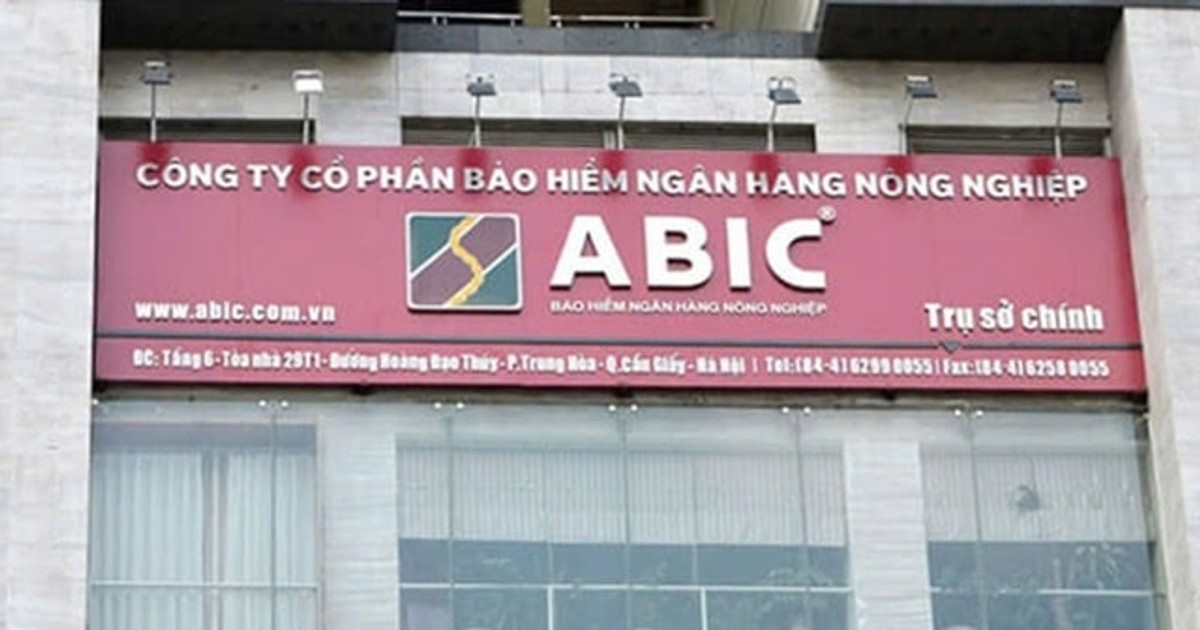 CÔNG TY CỔ PHẦN BẢO HIỂM NGÂN HÀNG NÔNG NGHIỆP
ABIC®
BẢO HIỂM NGÂN HÀNG NÔNG NGHIỆP
www.abic.com.vn
Trụ sở chính
ĐC: Tầng 6 - Tòa nhà 29T1 - Đường Hoàng Đạo Thúy - P.Trung Hòa - Q.Cầu Giấy - Hà Nội | Tel: (84-4) 6299 0055 | Fax: (84-4) 6258 0055